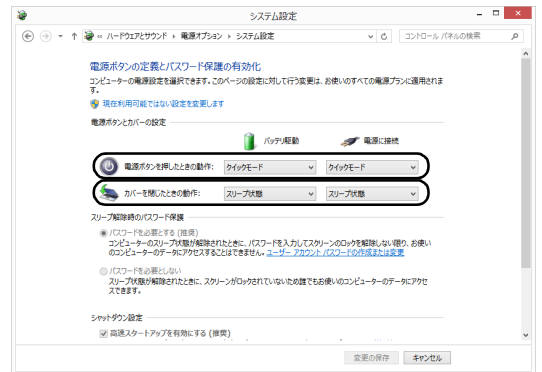 システム設定
« ハードウェアとサウンド › 電源オプション › システム設定
コントロール パネルの検索
電源ボタンの定義とパスワード保護の有効化
コンピューターの電源設定を選択できます。このページの設定に対して行う変更は、お使いのすべての電源プランに適用されま
す。
現在利用可能ではない設定を変更します
電源ボタンとカバーの設定
バッテリ駆動 電源に接続
電源ボタンを押したときの動作: クイックモード クイックモード
カバーを閉じたときの動作: スリープ状態 スリープ状態
スリープ解除時のパスワード保護
パスワードを必要とする (推奨)
コンピューターのスリープ状態が解除されたときに、パスワードを入力してスクリーンのロックを解除しない限り、お使い
のコンピューターのデータにアクセスすることはできません。ユーザー アカウント パスワードの作成または変更
パスワードを必要としない
スリープ状態が解除されたときに、スクリーンがロックされていないため誰でもお使いのコンピューターのデータにアクセ
スできます。
シャットダウン設定
高速スタートアップを有効にする (推奨)
変更の保存 キャンセル